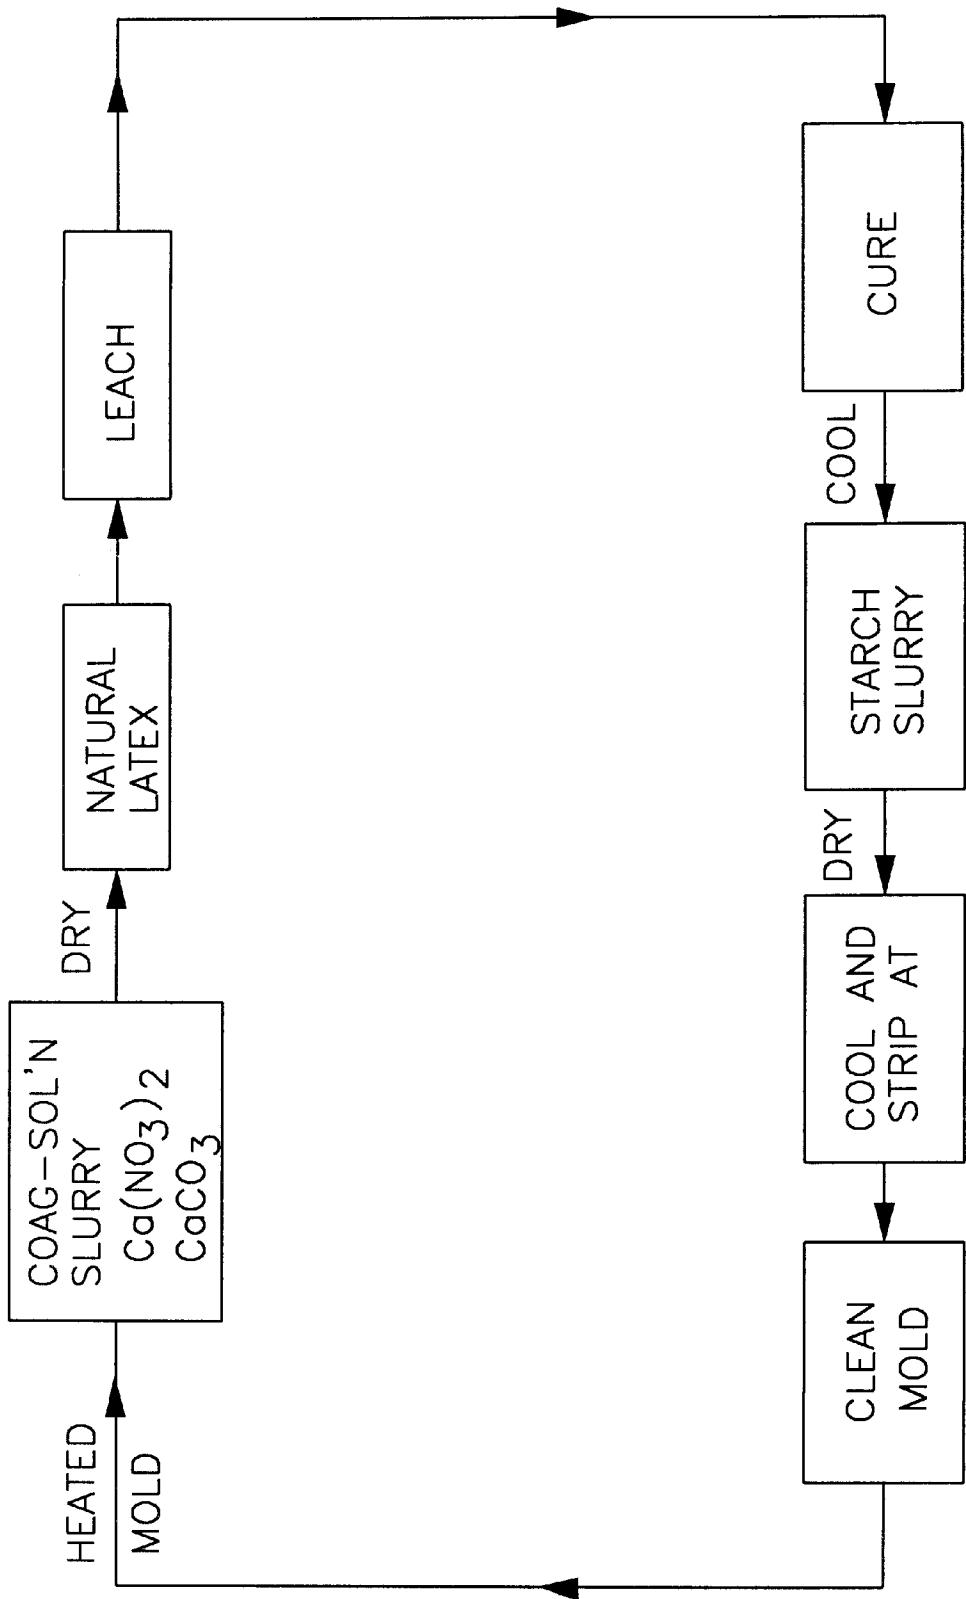 HEATED
MOLD
COAG-SOL'N
SLURRY
Ca(NO3)2
CaCO3
DRY
NATURAL
LATEX
LEACH
CURE
COOL
STARCH
SLURRY
DRY
COOL AND
STRIP AT
CLEAN
MOLD